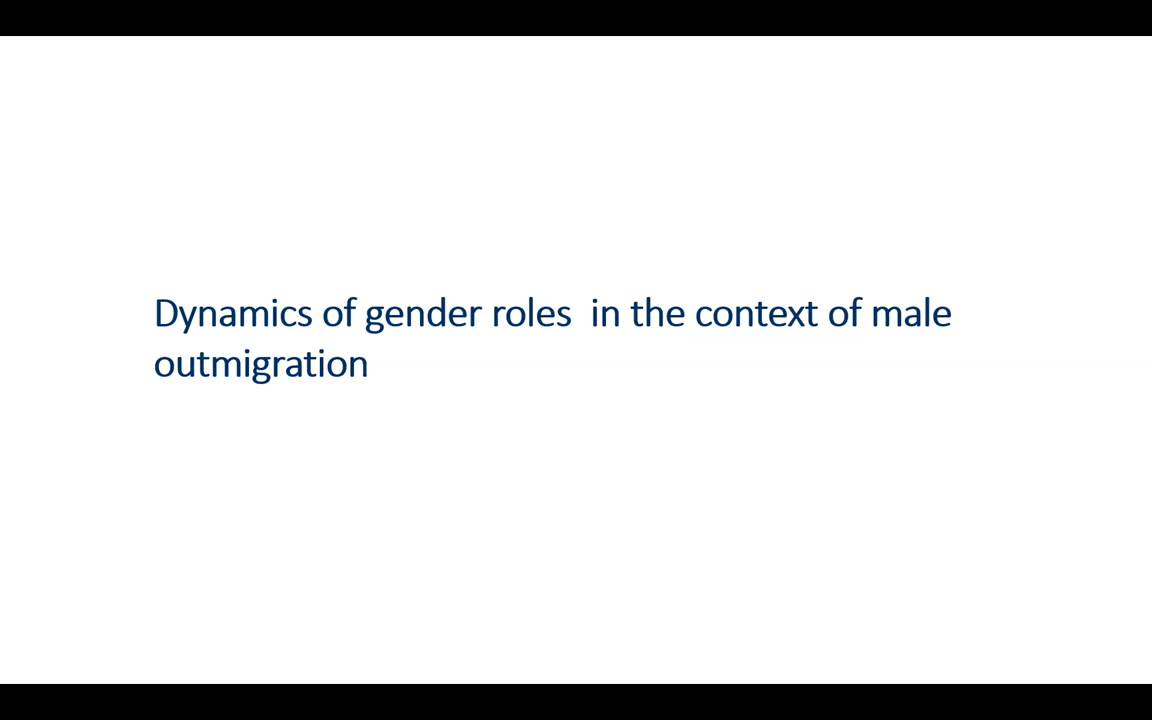 Dynamics of gender roles  in the context of male
outmigration